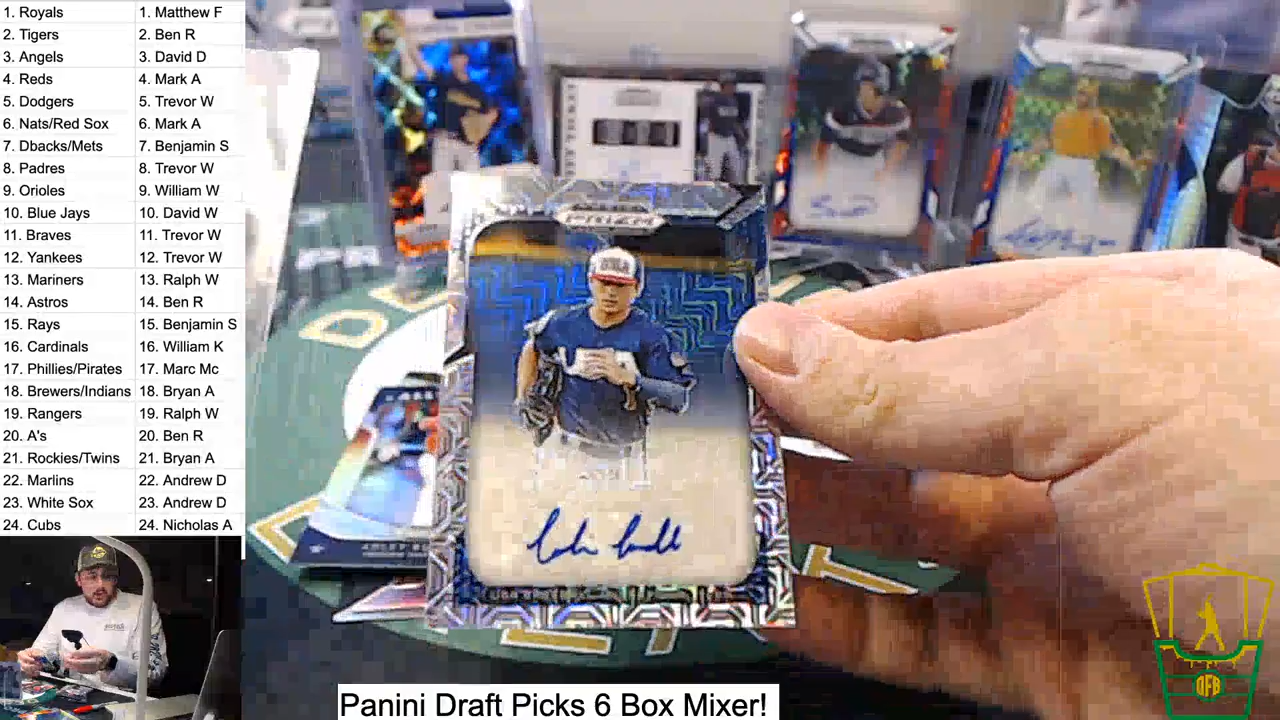 1. Royals
1. Matthew F
2. Tigers
2. Ben R
3. Angels
3. David D
4. Reds
4. Mark A
5. Dodgers
5. Trevor W
6. Nats/Red Sox
6. Mark A
7. Dbacks/Mets
7. Benjamin S
8. Padres
8. Trevor W
9. Orioles
9. William W
10. Blue Jays
10. David W
11. Braves
11. Trevor W
12. Yankees
12. Trevor W
13. Mariners
13. Ralph W
14. Astros
14. Ben R
15. Rays
15. Benjamin S
16. Cardinals
16. William K
17. Phillies/Pirates
17. Marc Mc
18. Brewers/Indians
18. Bryan A
19. Rangers
19. Ralph W
20. A's
20. Ben R
21. Rockies/Twins
21. Bryan A
22. Marlins
22. Andrew D
23. White Sox
23. Andrew D
24. Cubs
24. Nicholas A
PRIZM
USA
Panini Draft Picks 6 Box Mixer!
DFB